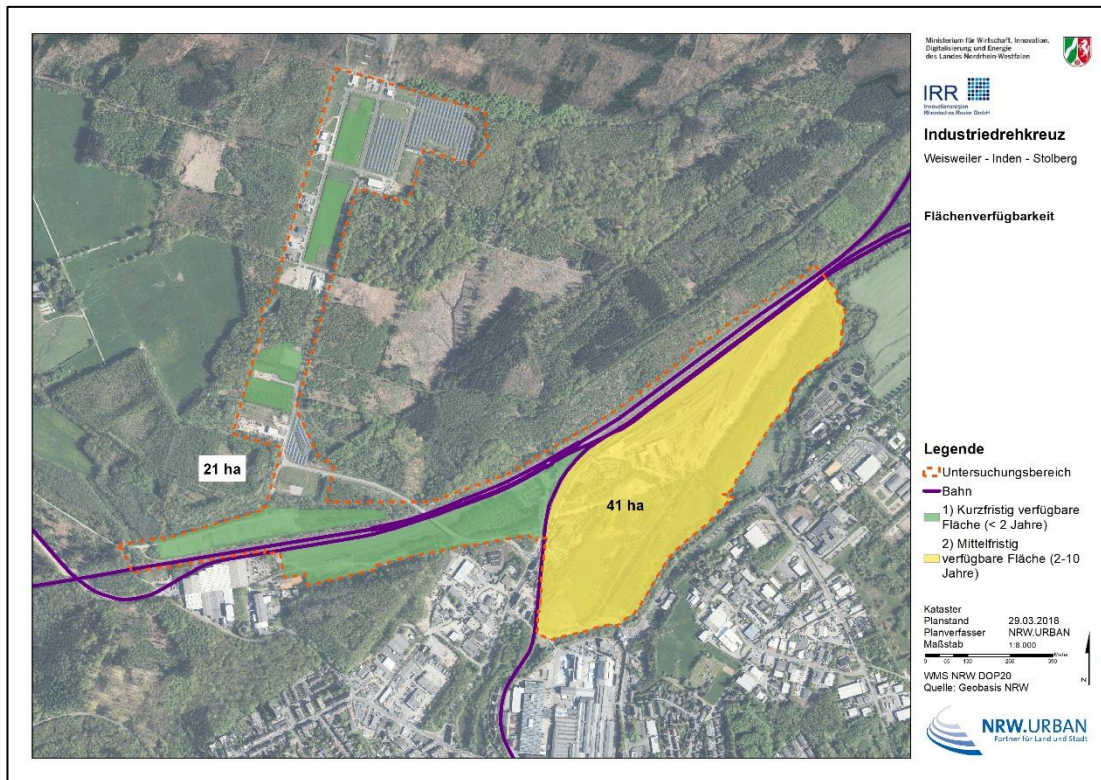 Ministerium für Wirtschaft, Innovation,
Digitalisierung und Energie
des Landes Nordrhein-Westfalen
IRR
Innovationsregion
Rheinisches Revier GmbH
Industriedrehkreuz
Weisweiler - Inden - Stolberg
Flächenverfügbarkeit
21 ha
41 ha
Legende
Untersuchungsbereich
Bahn
1) Kurzfristig verfügbare
Fläche (< 2 Jahre)
2) Mittelfristig
verfügbare Fläche (2-10
Jahre)
Kataster
Planstand 29.03.2018
Planverfasser NRW.URBAN
Maßstab 1:8.000
Meter
0
WMS NRW DOP20
Quelle: Geobasis NRW
N
NRW.URBAN
Partner für Land und Stadt